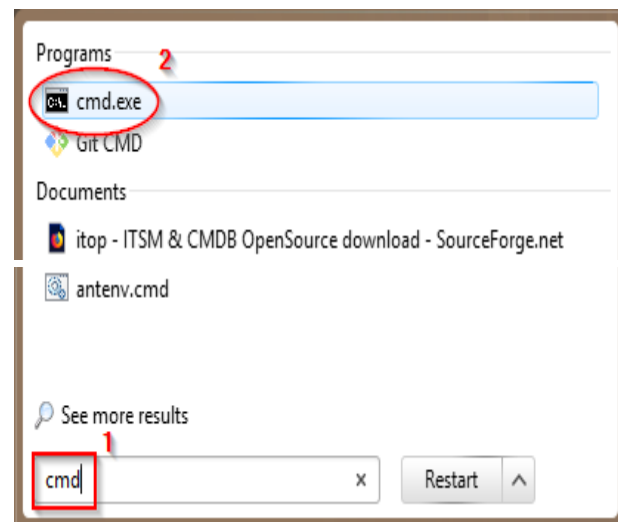 Programs
2
cmd.exe
Git CMD
Documents
itop - ITSM & CMDB OpenSource download - SourceForge.net
antenv.cmd
See more results
1
cmd
x
Restart